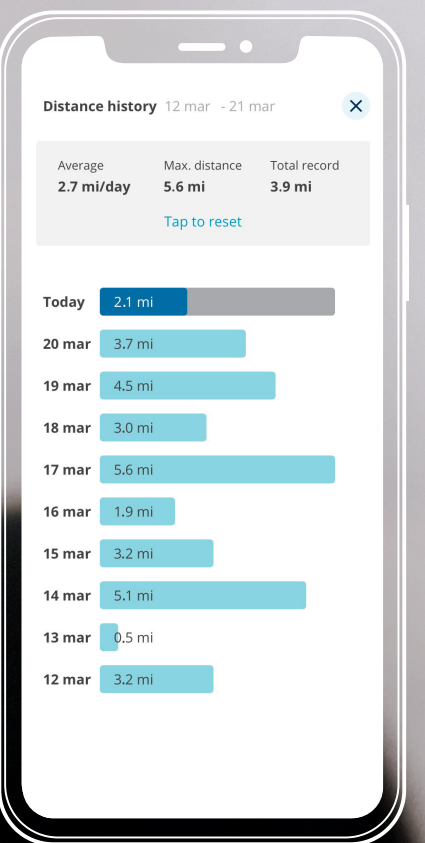 Distance history 12 mar - 21 mar
Average Max. distance Total record
2.7 mi/day 5.6 mi 3.9 mi
Tap to reset
Today 2.1 mi
20 mar 3.7 mi
19 mar 4.5 mi
18 mar 3.0 mi
17 mar 5.6 mi
16 mar 1.9 mi
15 mar 3.2 mi
14 mar 5.1 mi
13 mar 0.5 mi
12 mar 3.2 mi